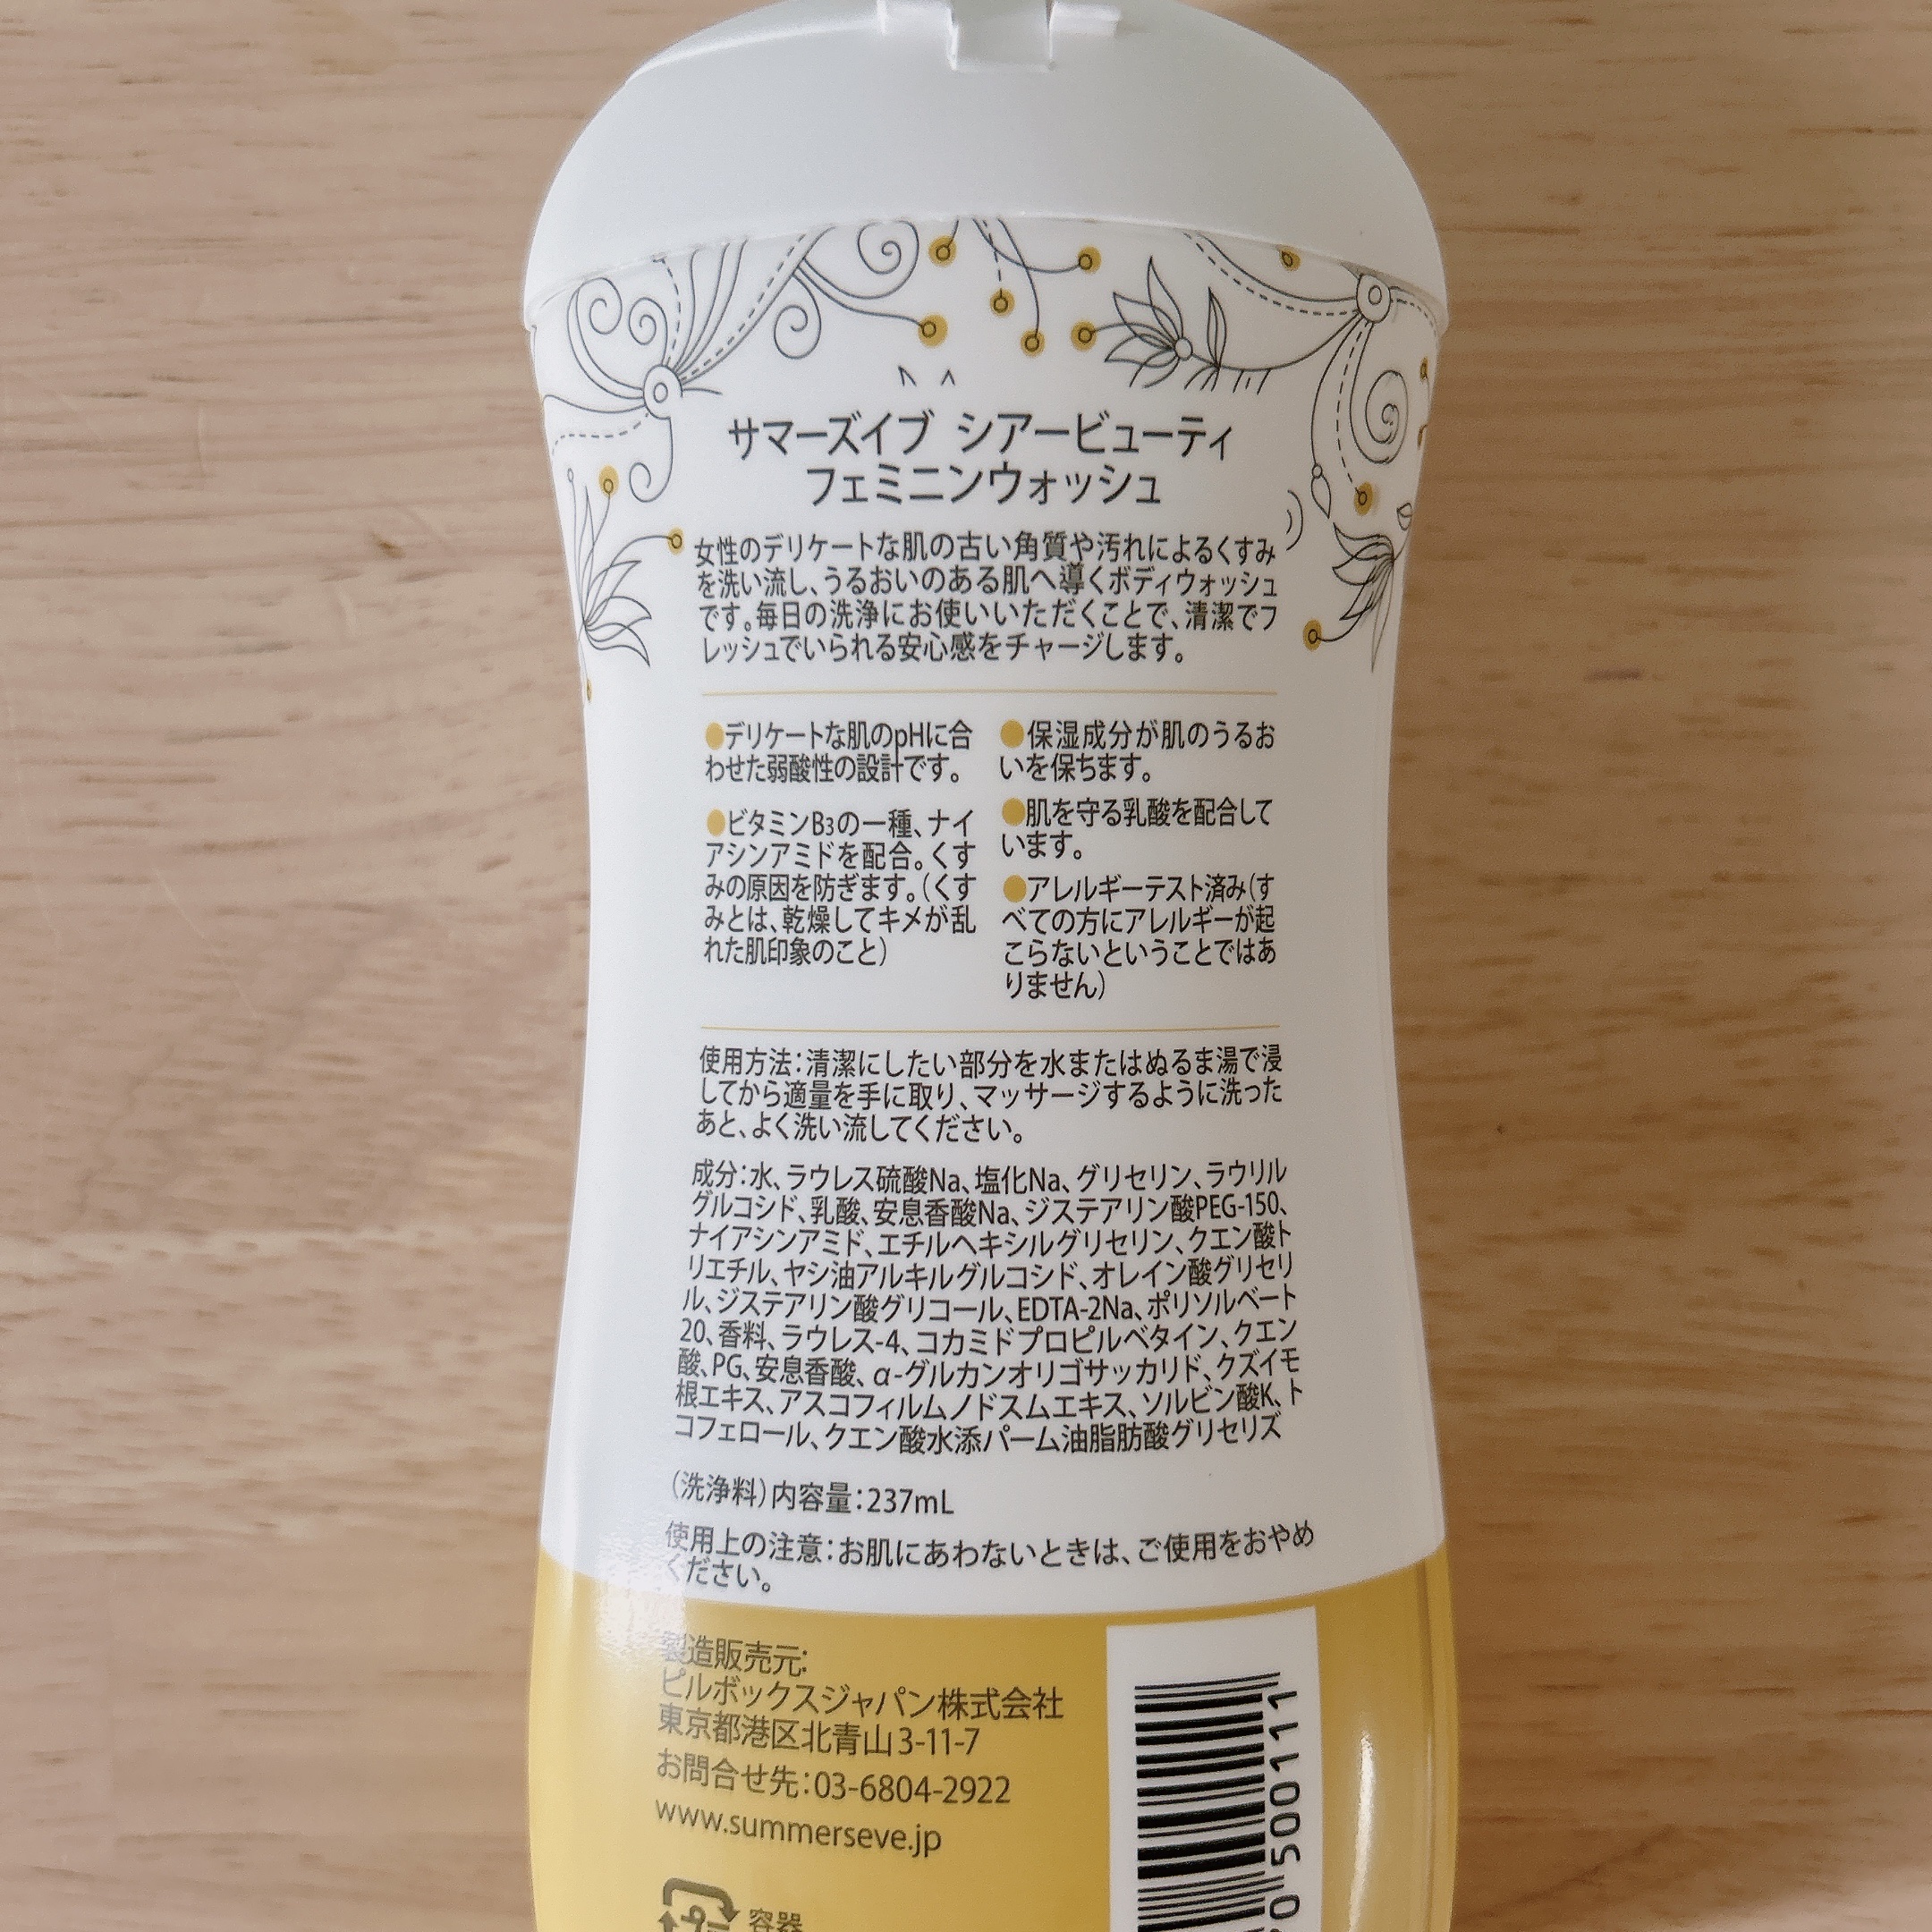 サマーズイブ シアービューティ
フェミニンウォッシュ
女性のデリケートな肌の古い角質や汚れによるくすみ
を洗い流し、うるおいのある肌へ導くボディウォッシュ
です。毎日の洗浄にお使いいただくことで、清潔でフ
レッシュでいられる安心感をチャージします。
●デリケートな肌のpHに合
わせた弱酸性の設計です。
●ビタミンB3の一種、ナイ
アシンアミドを配合。くす
みの原因を防ぎます。(くす
みとは、乾燥してキメが乱
れた肌印象のこと)
●保湿成分が肌のうるお
いを保ちます。
●肌を守る乳酸を配合して
います。
●アレルギーテスト済み(す
べての方にアレルギーが起
こらないということではあ
りません)
使用方法:清潔にしたい部分を水またはぬるま湯で浸
してから適量を手に取り、マッサージするように洗った
あと、よく洗い流してください。
成分:水、ラウレス硫酸Na、塩化Na、グリセリン、ラウリル
グルコシド、乳酸、安息香酸Na、ジステアリン酸PEG-150、
ナイアシンアミド、エチルヘキシルグリセリン、クエン酸ト
リエチル、ヤシ油アルキルグルコシド、オレイン酸グリセリ
ル、ジステアリン酸グリコール、EDTA-2Na、ポリソルベート
20、香料、ラウレス-4、コカミドプロピルベタイン、クエン
酸、PG、安息香酸、α-グルカンオリゴサッカリド、クズイモ
根エキス、アスコフィルムノドスムエキス、ソルビン酸K、ト
コフェロール、クエン酸水添パーム油脂肪酸グリセリズ
(洗浄料)内容量:237mL
使用上の注意:お肌にあわないときは、ご使用をおやめ
ください。
製造販売元:
ピルボックスジャパン株式会社
東京都港区北青山3-11-7
お問合せ先:03-6804-2922
www.summerseve.jp
容器
500111